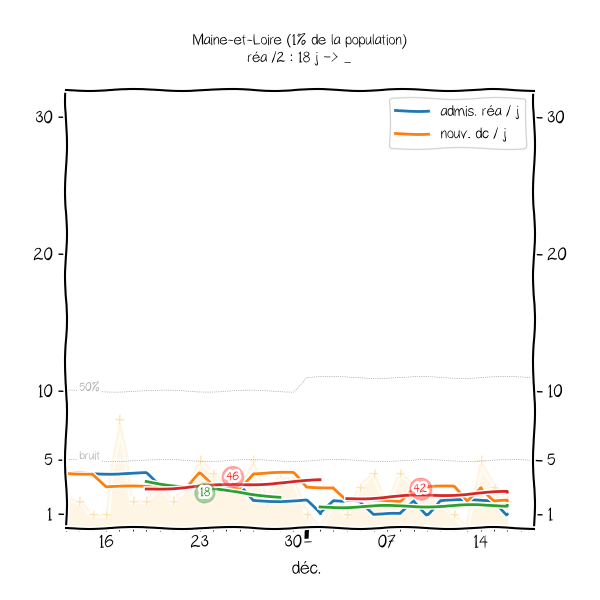 Maine-et-Loire (1% de la population)
réa /2 : 18 j -> _
admis. réa / j
nouv. dc / j
30 30
20 20
10 10
50%
5 5
bruit
46
18
42
1 1
16 23 30 07 14
déc.